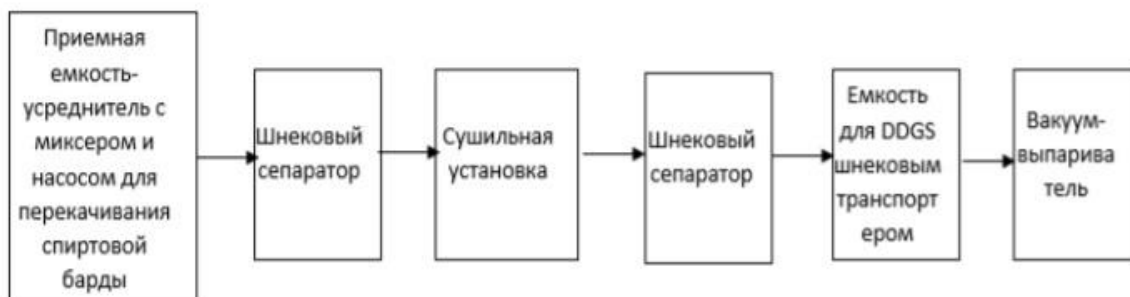 Приемная
емкость-
усреднитель с
миксером и
насосом для
перекачивания
спиртовой
барды
Шнековый
сепаратор
Сушильная
установка
Шнековый
сепаратор
Емкость
для DDGS
шнековым
транспорт
ером
Вакуум-
выпарива
тель